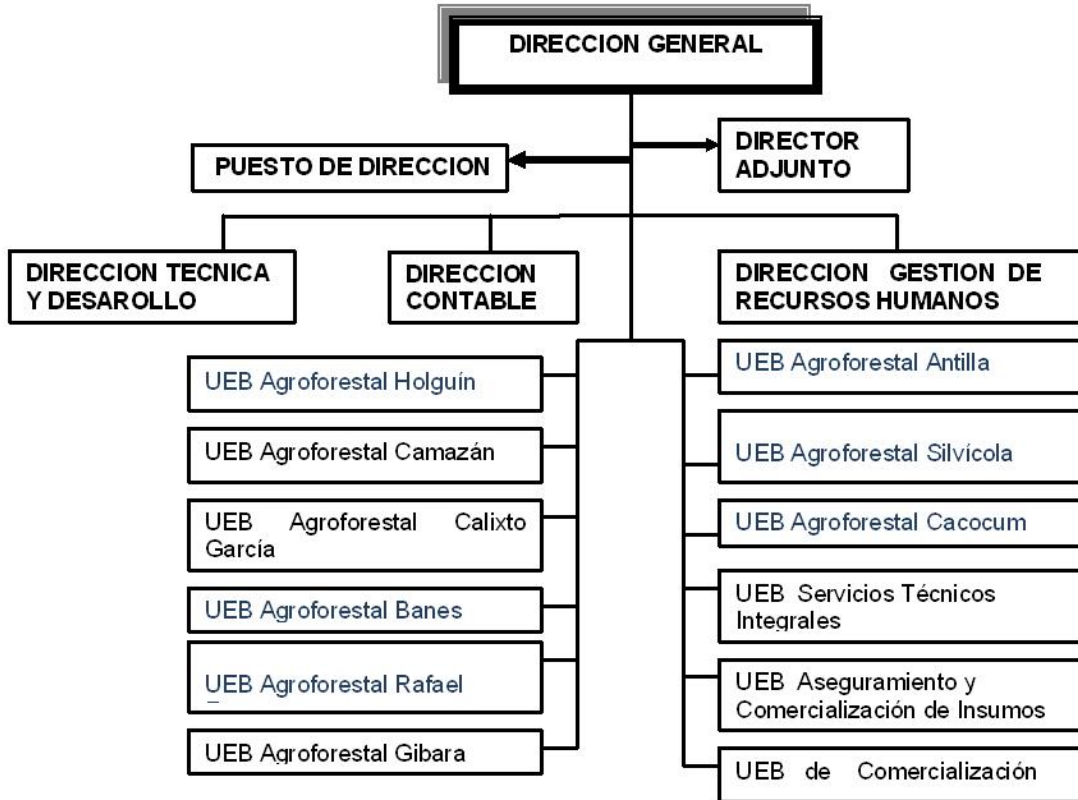 DIRECCION GENERAL
PUESTO DE DIRECCION
DIRECTOR
ADJUNTO
DIRECCION TECNICA
Y DESAROLLO
DIRECCION
CONTABLE
DIRECCION GESTION DE
RECURSOS HUMANOS
UEB Agroforestal Holguín
UEB Agroforestal Camazán
UEB Agroforestal Calixto
García
UEB Agroforestal Banes
UEB Agroforestal Rafael
UEB Agroforestal Gibara
UEB Agroforestal Antilla
UEB Agroforestal Silvícola
UEB Agroforestal Cacocum
UEB Servicios Técnicos
Integrales
UEB Aseguramiento y
Comercialización de Insumos
UEB de Comercialización